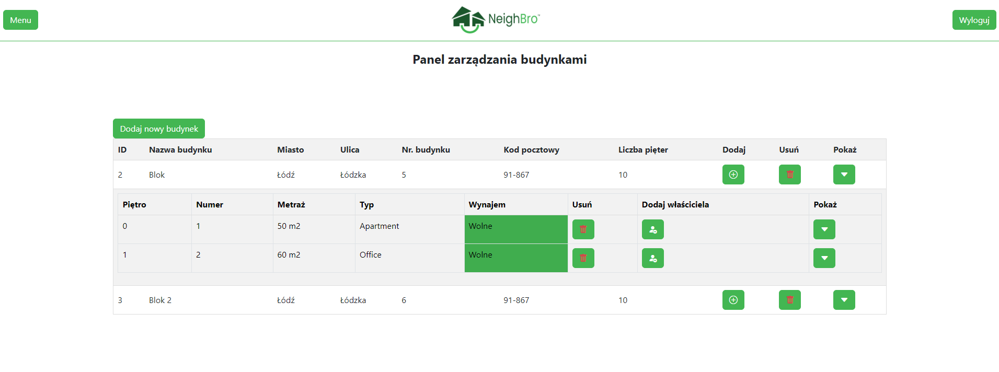 Menu
NeighBro™
Wyloguj
Panel zarządzania budynkami
Dodaj nowy budynek
ID Nazwa budynku Miasto Ulica Nr. budynku Kod pocztowy Liczba pięter Dodaj Usuń Pokaż
2 Blok Łódź Łódzka 5 91-867 10
Piętro Numer Metraż Typ Wynajem Usuń Dodaj właściciela Pokaż
0 1 50 m2 Apartment Wolne
1 2 60 m2 Office Wolne
3 Blok 2 Łódź Łódzka 6 91-867 10